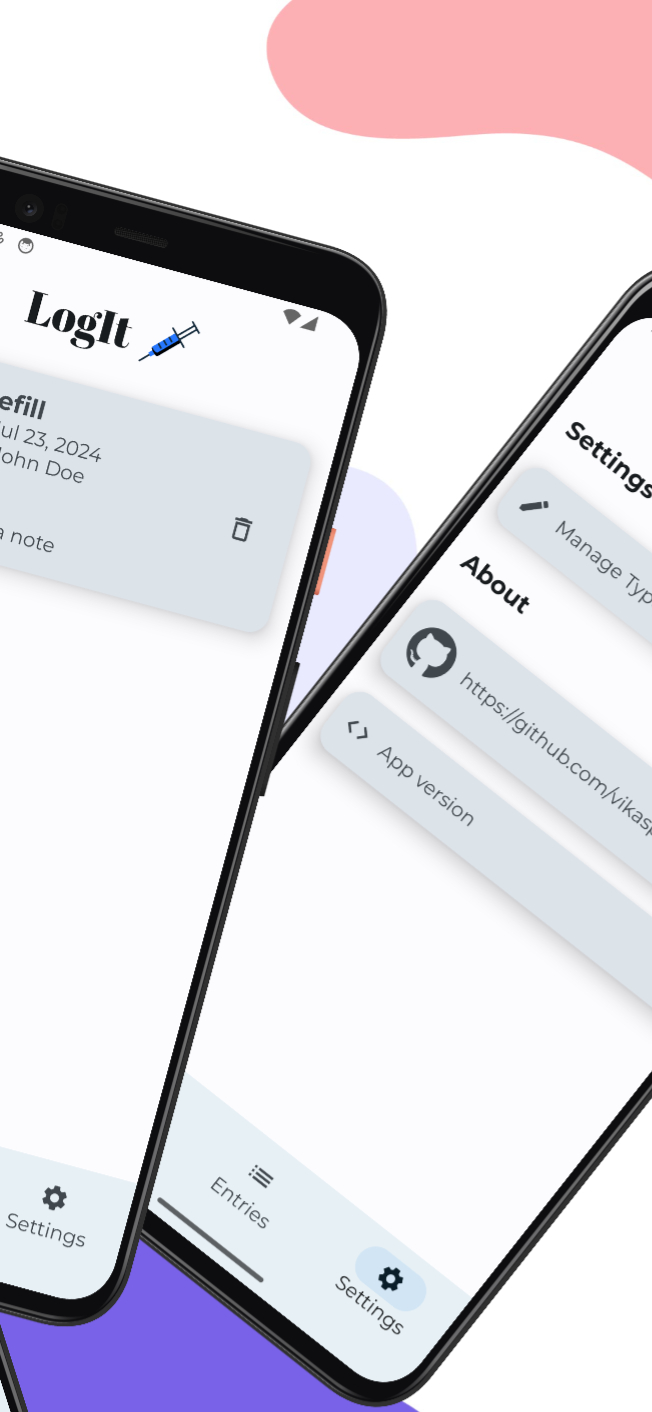 LogIt
efill
ul 23, 2024
John Doe
a note
Settings
Settings
Manage Typ
About
https://github.com/vikasp
App version
Entries
Settings